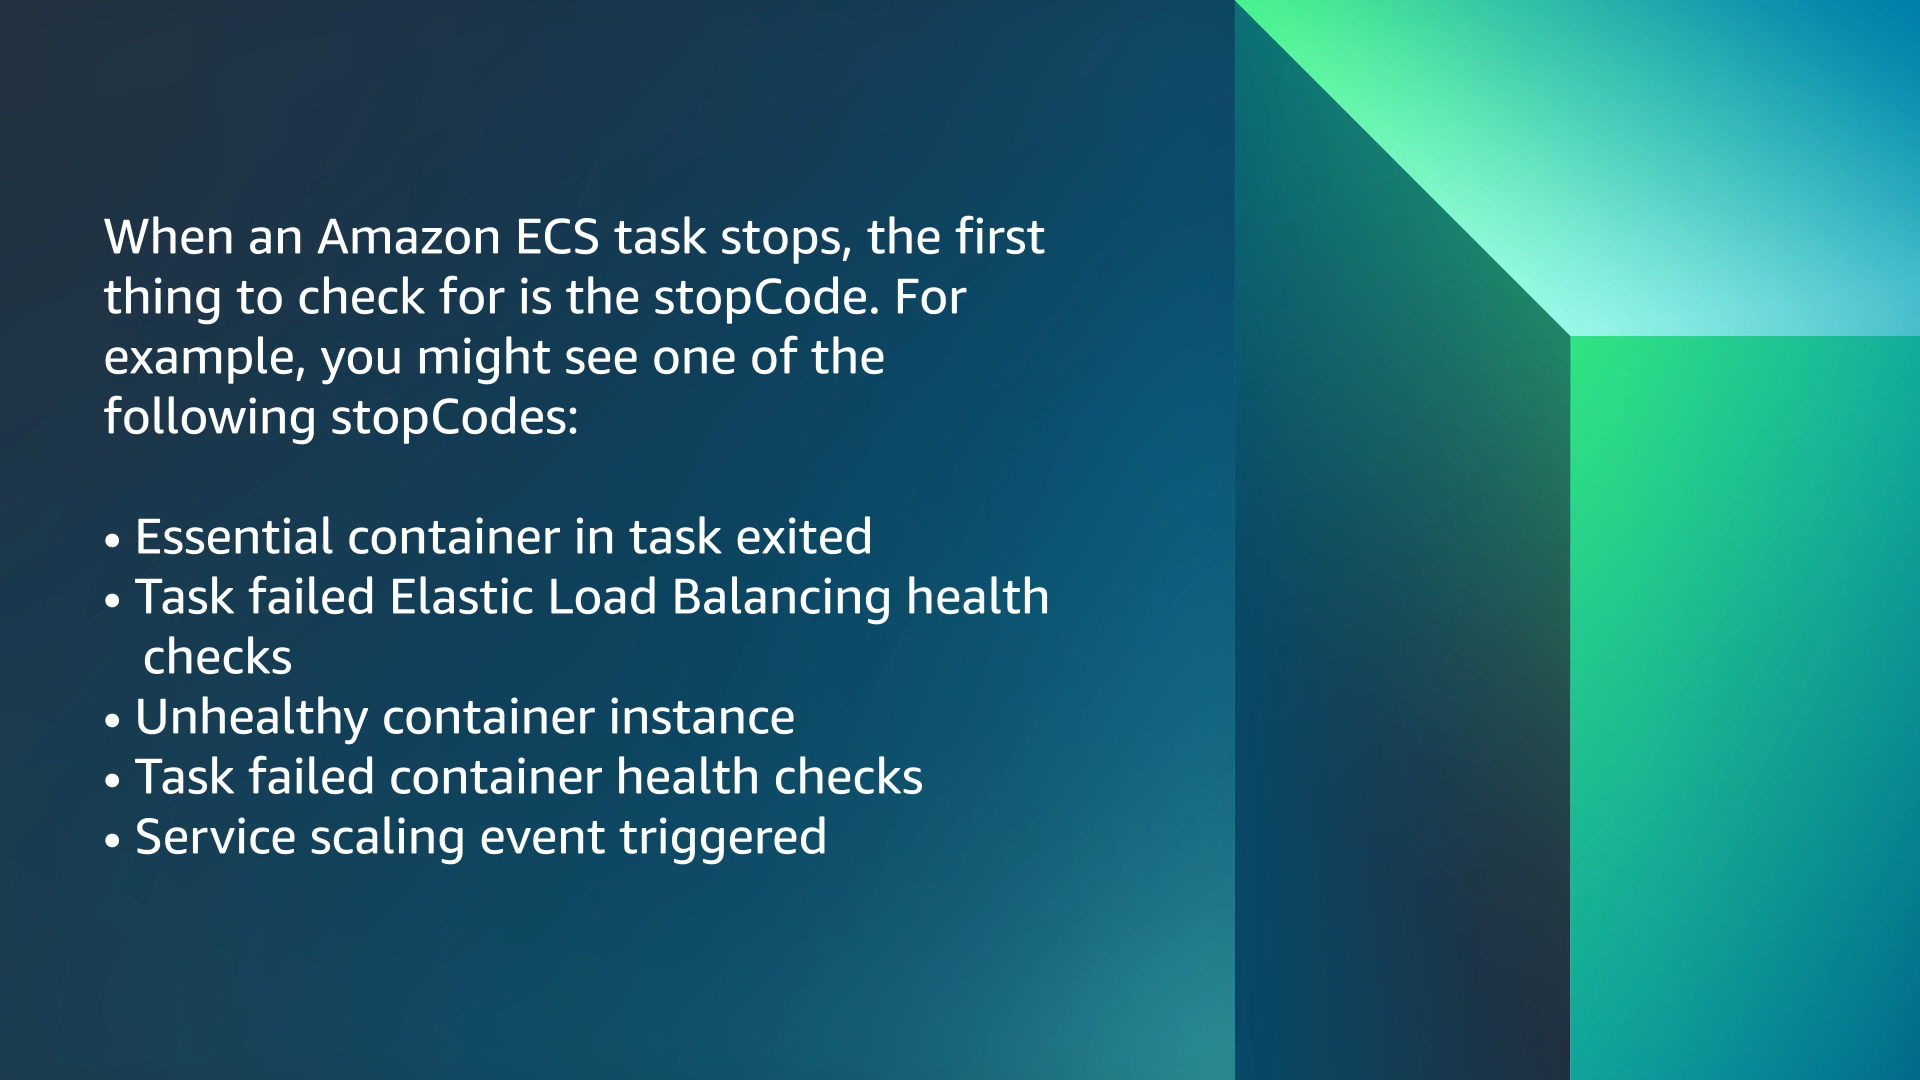 When an Amazon ECS task stops, the first
thing to check for is the stopCode. For
example, you might see one of the
following stopCodes:
• Essential container in task exited
• Task failed Elastic Load Balancing health
checks
• Unhealthy container instance
• Task failed container health checks
• Service scaling event triggered